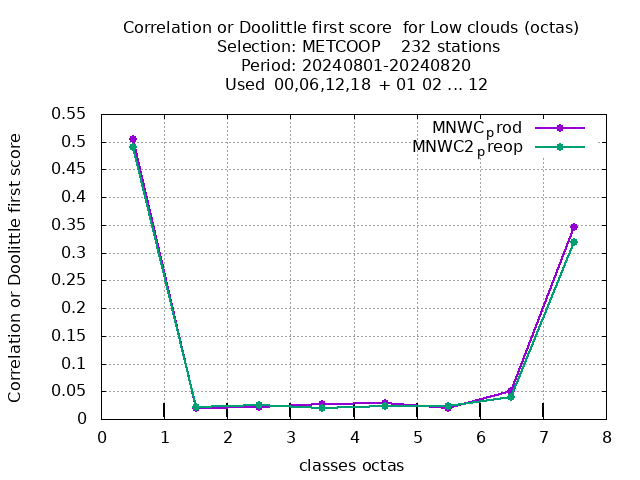 Correlation or Doolittle first score  for Low clouds (octas)
Selection: METCOOP    232 stations
Period: 20240801-20240820
Used  00,06,12,18 + 01 02 ... 12
Correlation or Doolittle first score
0.55
0.5
0.45
0.4
0.35
0.3
0.25
0.2
0.15
0.1
0.05
0
MNWCprod
MNWC2preop
0 1 2 3 4 5 6 7 8
classes octas